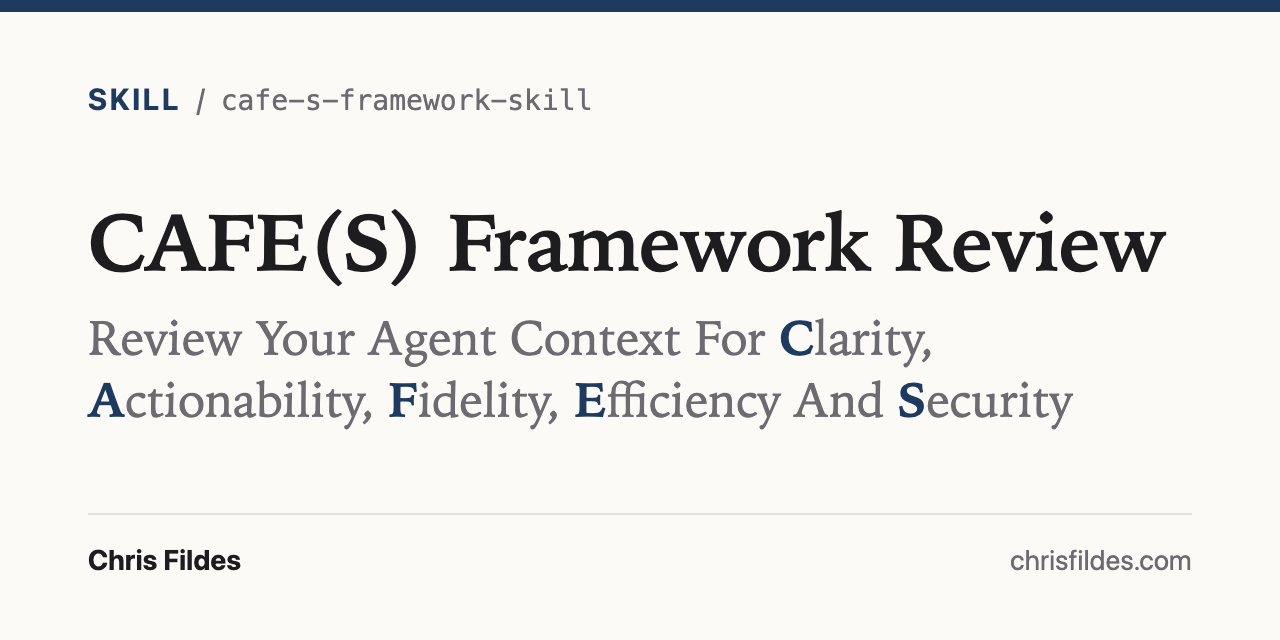 SKILL / cafe-s-framework-skill
CAFE(S) Framework Review
Review Your Agent Context For Clarity,
Actionability, Fidelity, Efficiency And Security
Chris Fildes
chrisfildes.com